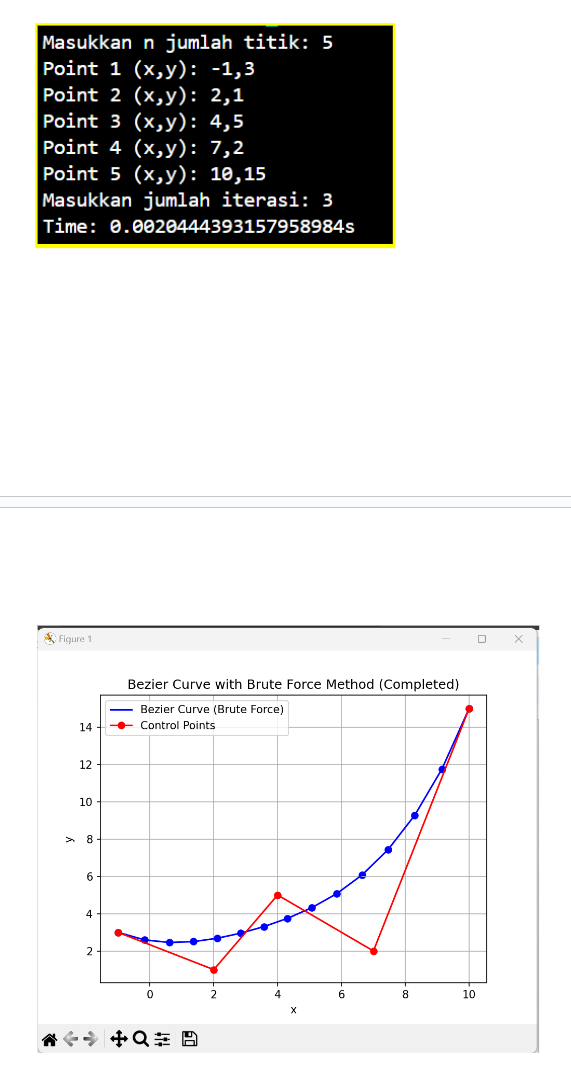 Masukkan n jumlah titik: 5
Point 1 (x,y): -1,3
Point 2 (x,y): 2,1
Point 3 (x,y): 4,5
Point 4 (x,y): 7,2
Point 5 (x,y): 10,15
Masukkan jumlah iterasi: 3
Time: 0.0020444393157958984s
Figure 1
Bezier Curve with Brute Force Method (Completed)
Bezier Curve (Brute Force)
Control Points
14
12
10
8
6
4
2
y
0 2 4 6 8 10
x